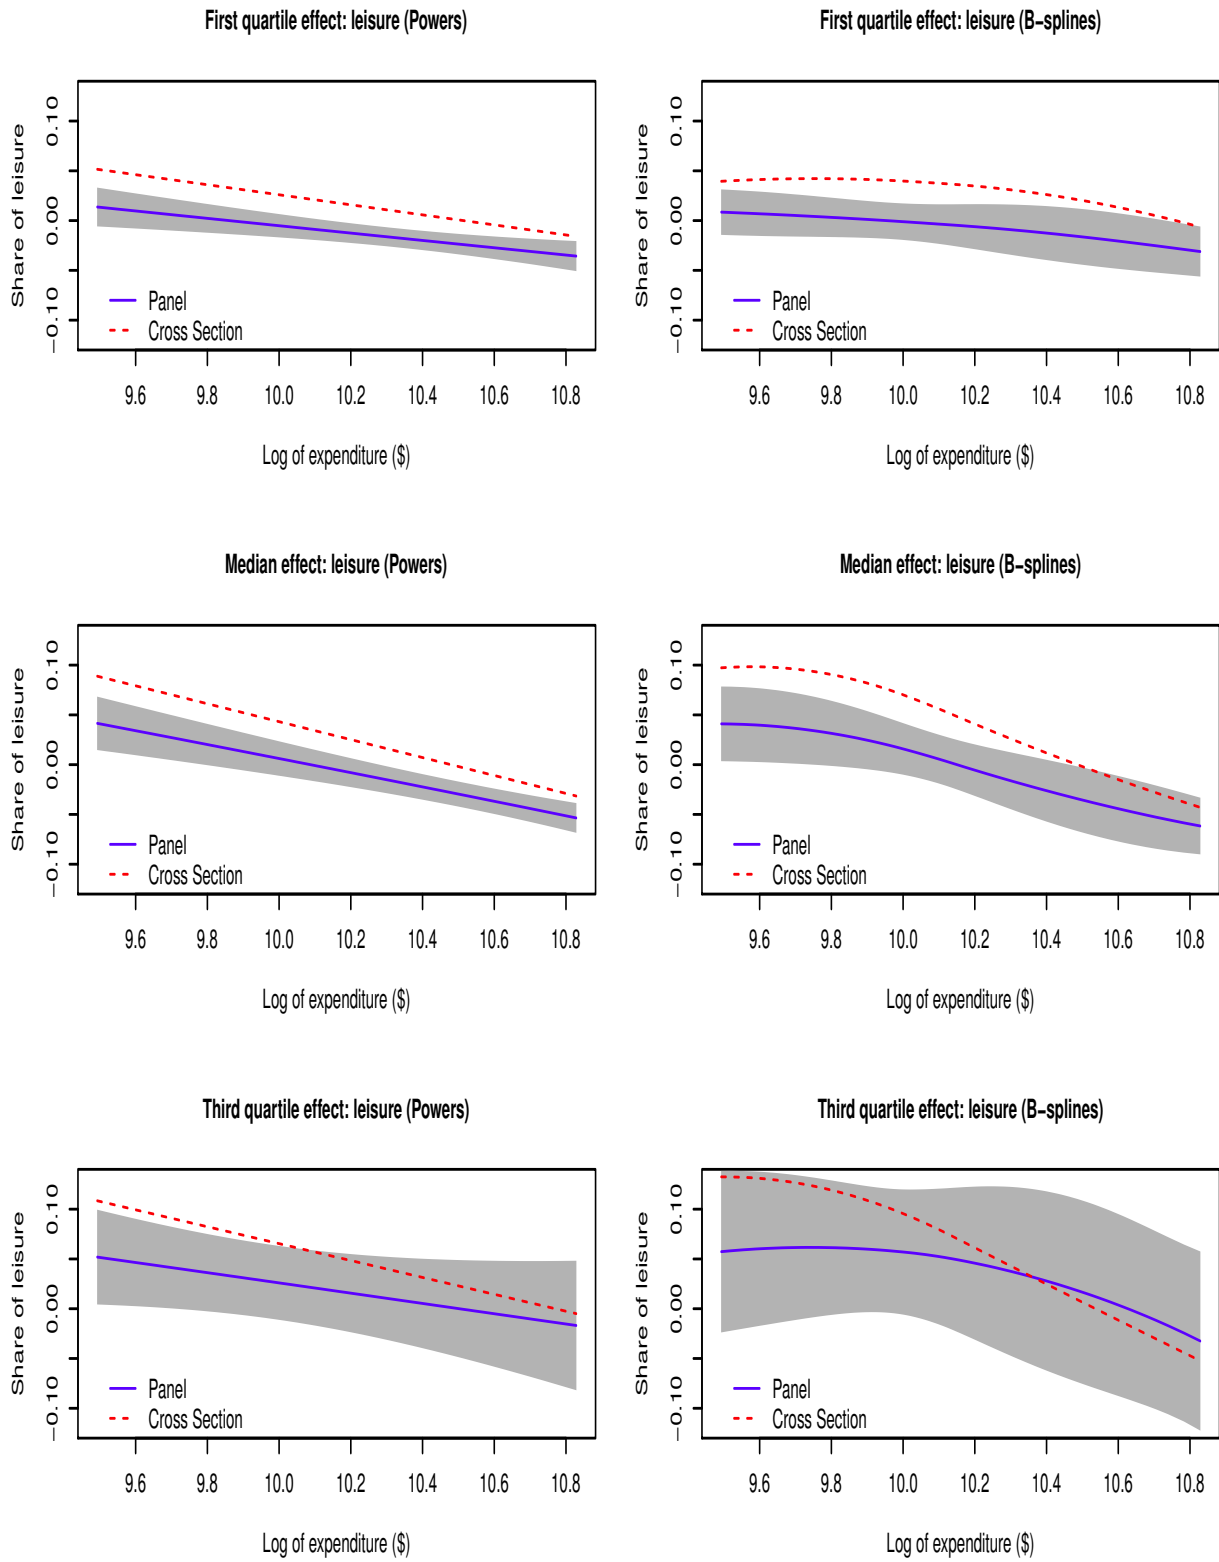 First quartile effect: leisure (Powers)
Share of leisure
0.10
0.00
−0.10
Panel
Cross Section
9.6 9.8 10.0 10.2 10.4 10.6 10.8
Log of expenditure ($)
First quartile effect: leisure (B−splines)
Share of leisure
0.10
0.00
−0.10
Panel
Cross Section
9.6 9.8 10.0 10.2 10.4 10.6 10.8
Log of expenditure ($)
Median effect: leisure (Powers)
Share of leisure
0.10
0.00
−0.10
Panel
Cross Section
9.6 9.8 10.0 10.2 10.4 10.6 10.8
Log of expenditure ($)
Median effect: leisure (B−splines)
Share of leisure
0.10
0.00
−0.10
Panel
Cross Section
9.6 9.8 10.0 10.2 10.4 10.6 10.8
Log of expenditure ($)
Third quartile effect: leisure (Powers)
Share of leisure
0.10
0.00
−0.10
Panel
Cross Section
9.6 9.8 10.0 10.2 10.4 10.6 10.8
Log of expenditure ($)
Third quartile effect: leisure (B−splines)
Share of leisure
0.10
0.00
−0.10
Panel
Cross Section
9.6 9.8 10.0 10.2 10.4 10.6 10.8
Log of expenditure ($)